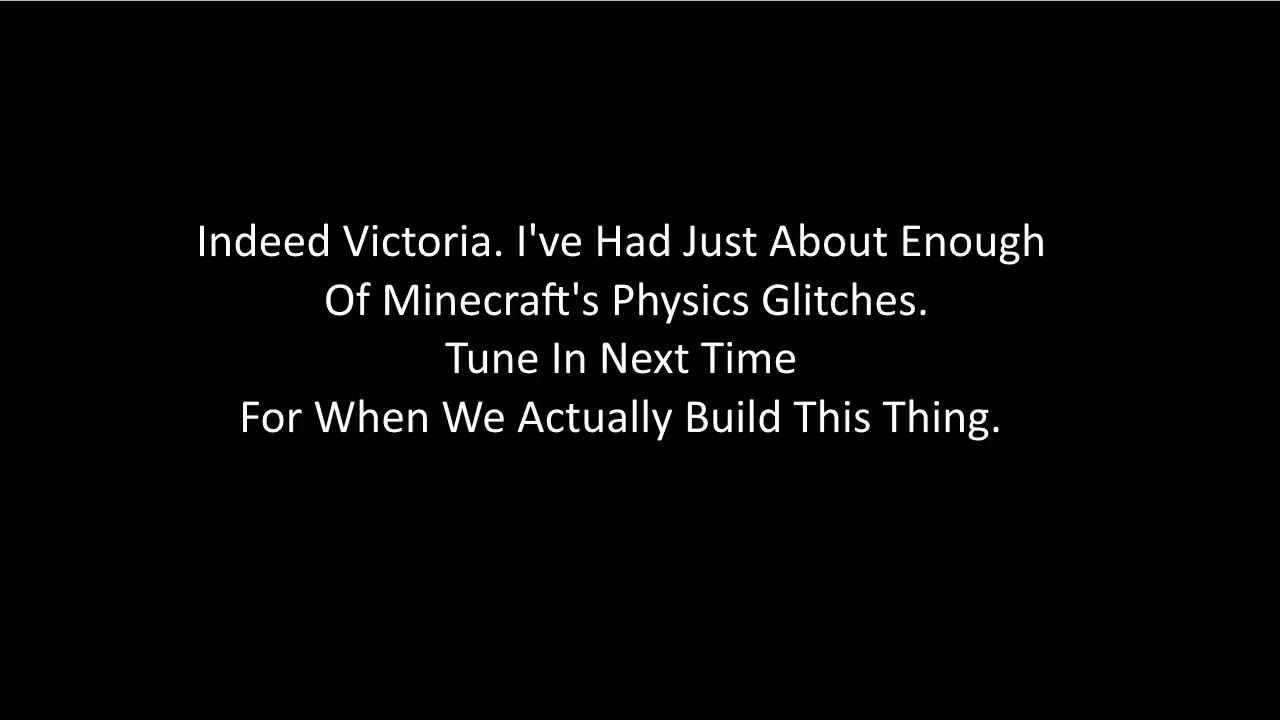 Indeed Victoria. I've Had Just About Enough
Of Minecraft's Physics Glitches.
Tune In Next Time
For When We Actually Build This Thing.